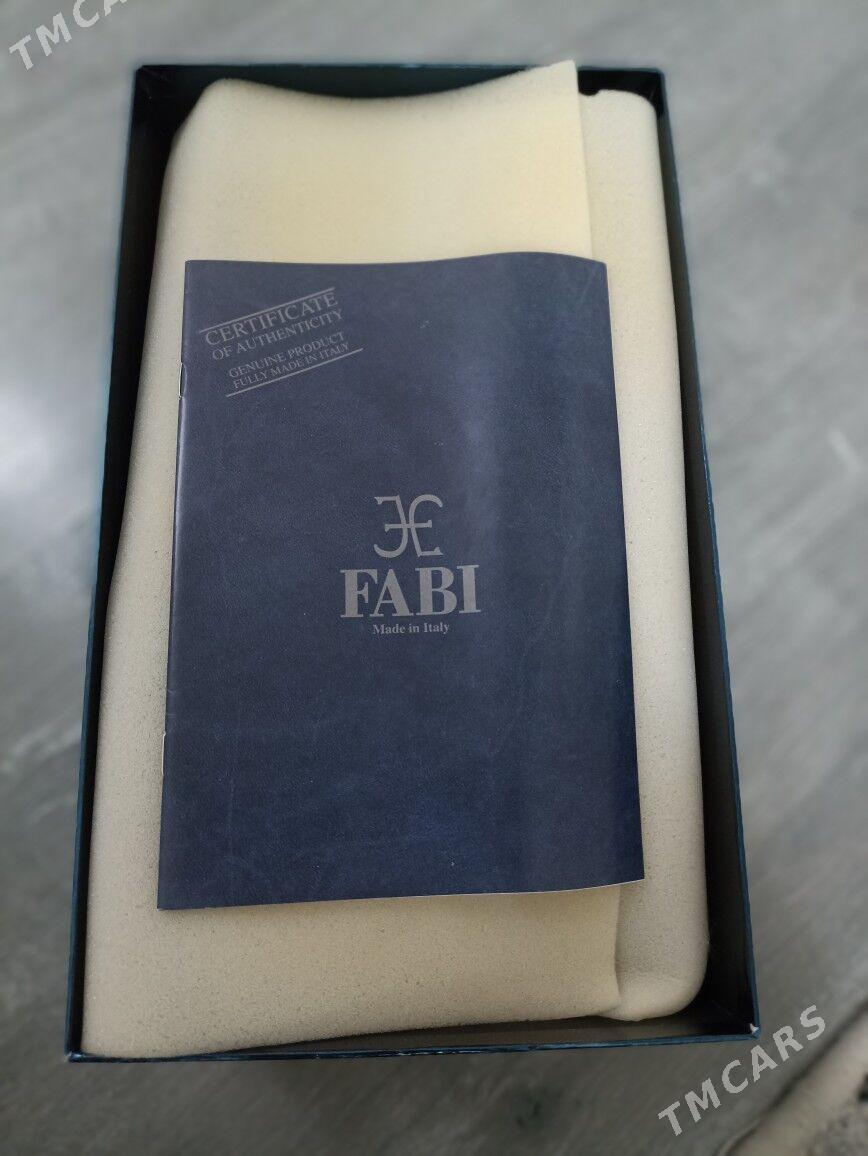 TMCARS
CERTIFICATE
OF AUTHENTICITY
GENUINE PRODUCT
FULLY MADE IN ITALY
FABI
Made in Italy
TMCARS